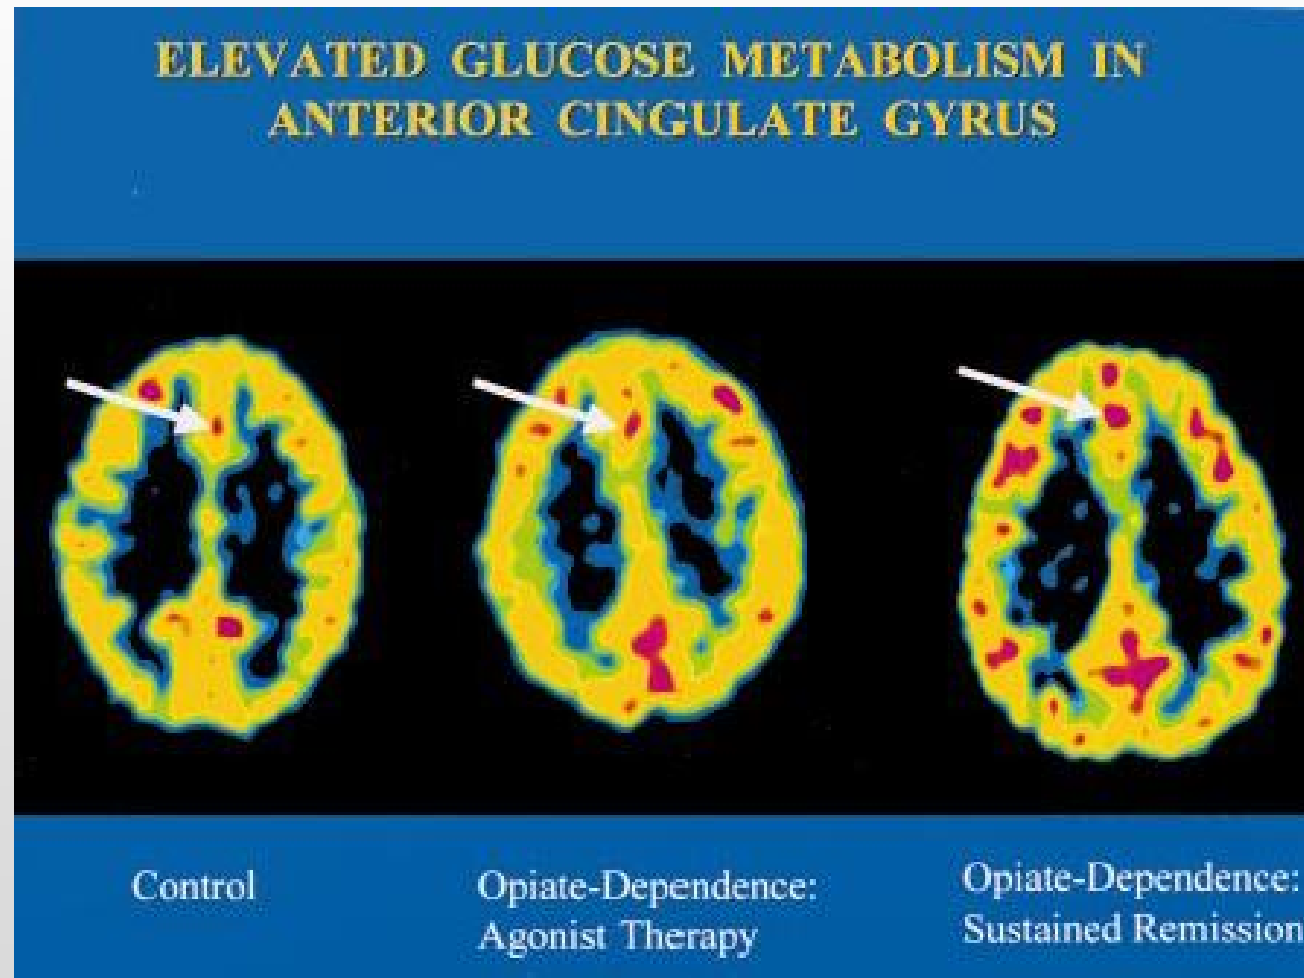 ELEVATED GLUCOSE METABOLISM IN
ANTERIOR CINGULATE GYRUS
Control
Opiate-Dependence:
Agonist Therapy
Opiate-Dependence:
Sustained Remission